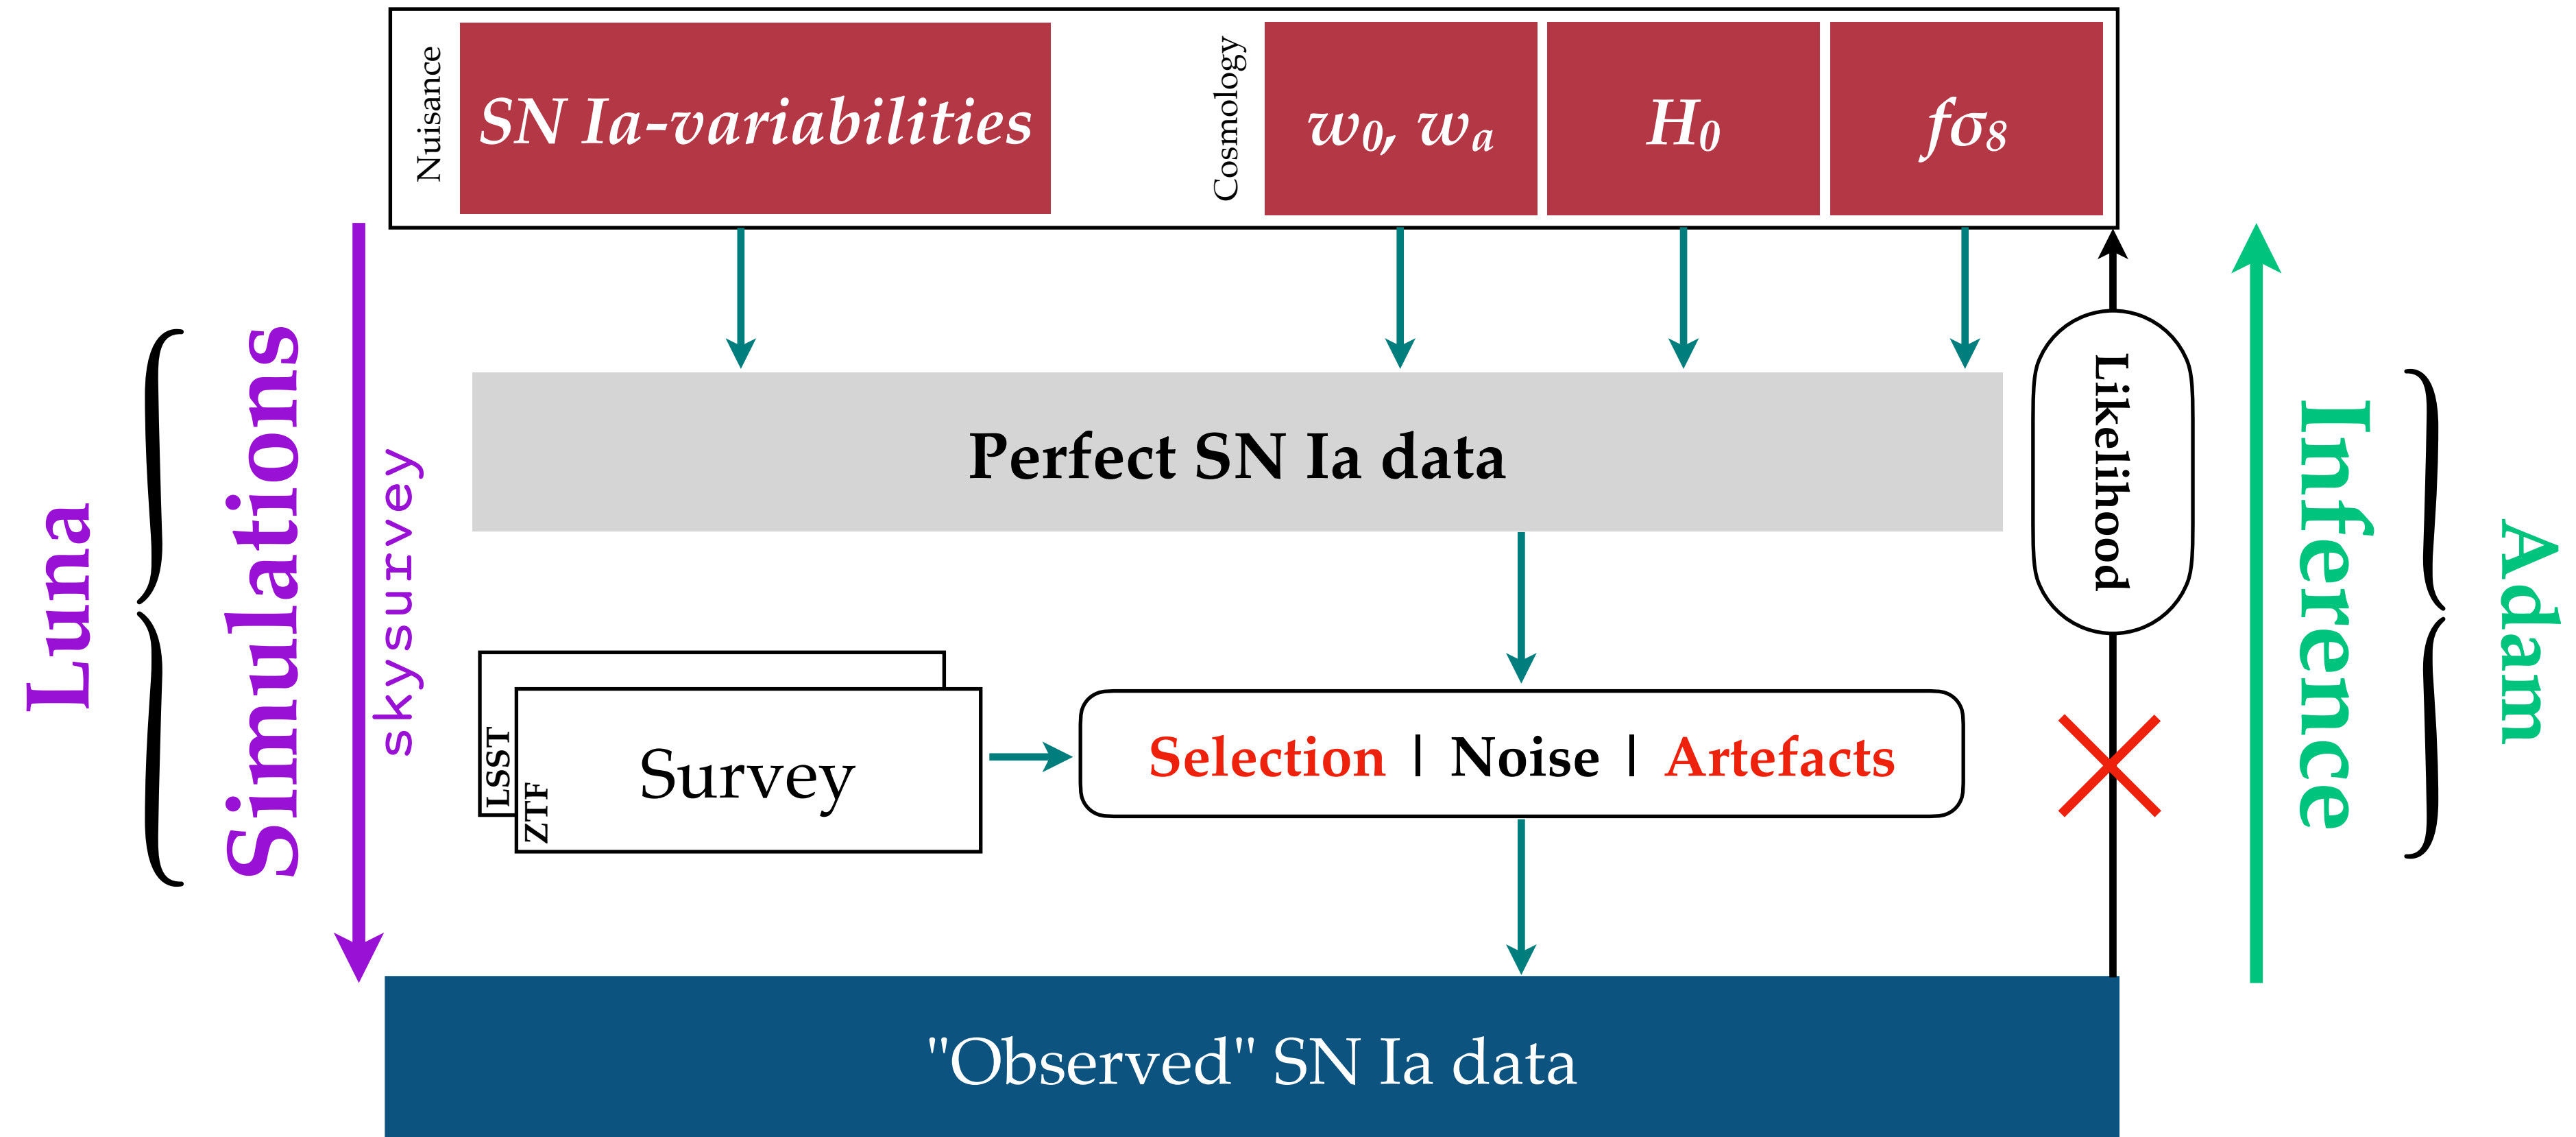 Nuisance
SN Ia-variabilities
Cosmology
w₀, wₐ
H₀
fσ₈
Luna
Simulations
skysurvey
Perfect SN Ia data
Likelihood
Inference
Adam
LSST
ZTF
Survey
Selection | Noise | Artefacts
"Observed" SN Ia data